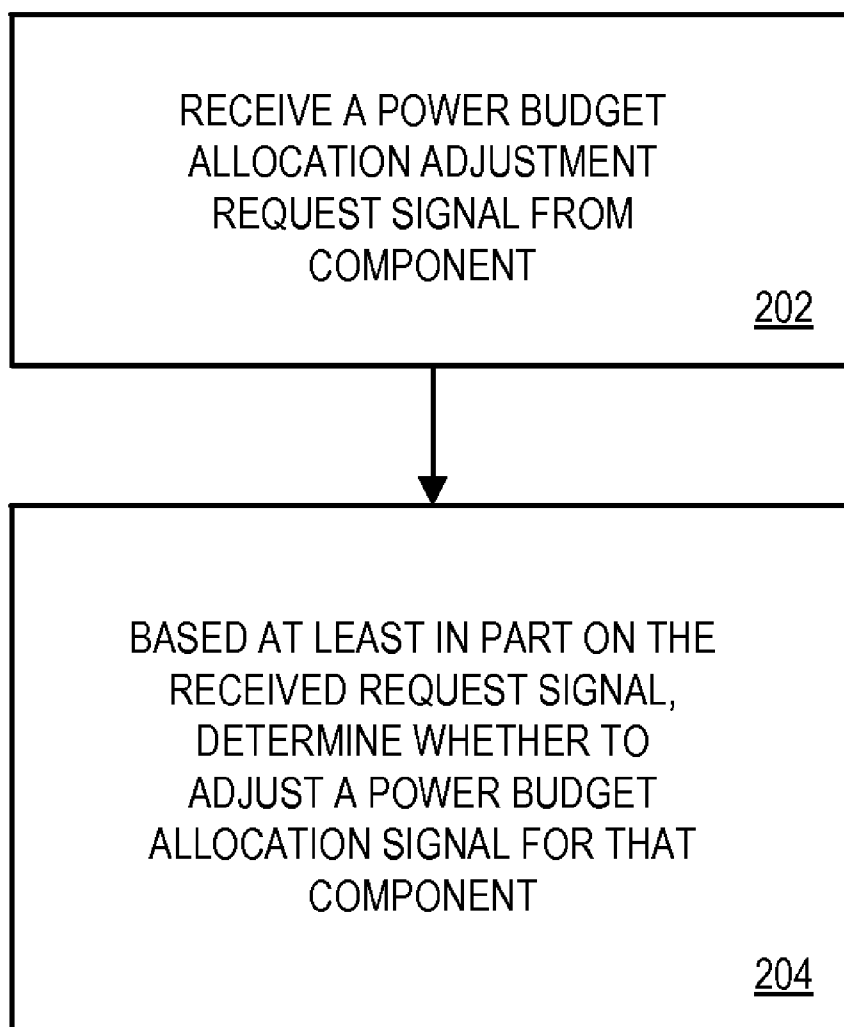 RECEIVE A POWER BUDGET
ALLOCATION ADJUSTMENT
REQUEST SIGNAL FROM
COMPONENT
202
BASED AT LEAST IN PART ON THE
RECEIVED REQUEST SIGNAL,
DETERMINE WHETHER TO
ADJUST A POWER BUDGET
ALLOCATION SIGNAL FOR THAT
COMPONENT
204